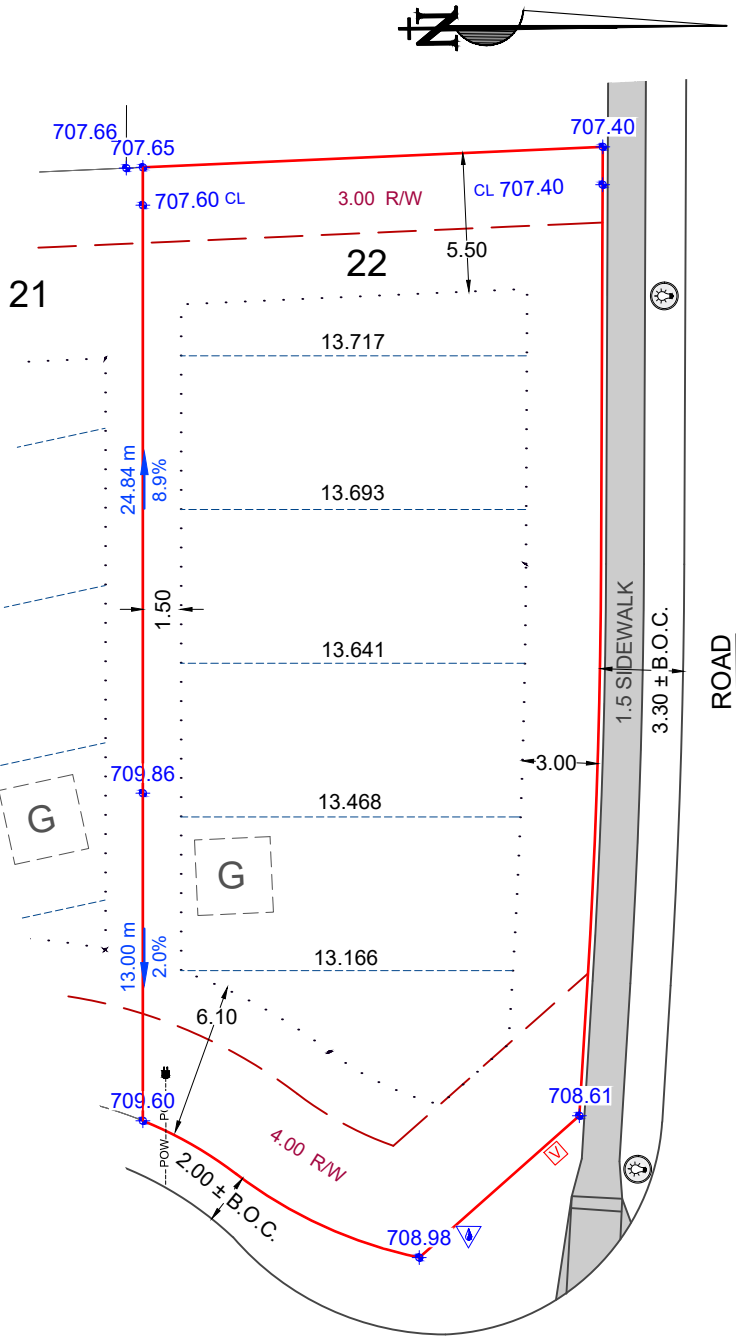 N
707.66
707.65
707.40
707.60 CL
3.00 R/W
CL 707.40
5.50
22
21
13.717
24.84 m
8.9%
13.693
1.50
13.641
1.5 SIDEWALK
3.30 ± B.O.C.
ROAD
3.00
709.86
13.468
G
G
13.00 m
2.0%
13.166
6.10
709.60
POW
4.00 R/W
2.00 ± B.O.C.
708.61
V
708.98